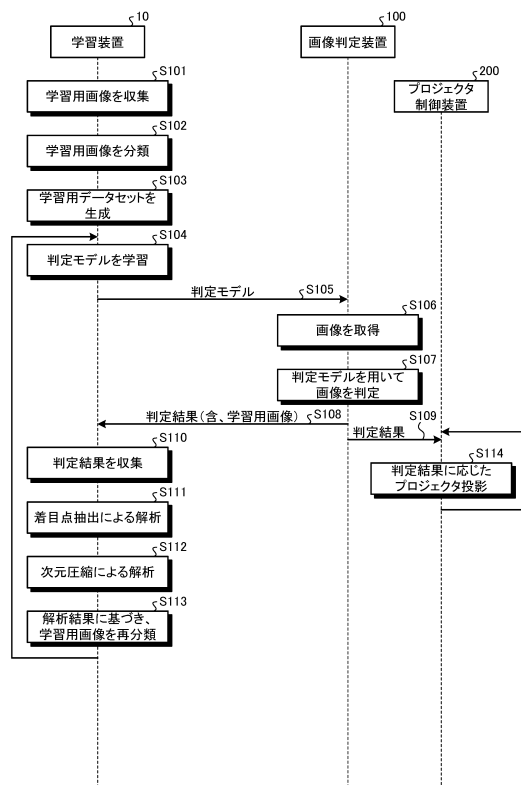 10
学習装置
100
画像判定装置
200
プロジェクタ
制御装置
S101
学習用画像を収集
S102
学習用画像を分類
S103
学習用データセットを
生成
S104
判定モデルを学習
判定モデル
S105
S106
画像を取得
S107
判定モデルを用いて
画像を判定
判定結果(含、学習用画像)
S108
S109
判定結果
S110
判定結果を収集
S114
判定結果に応じた
プロジェクタ投影
S111
着目点抽出による解析
S112
次元圧縮による解析
S113
解析結果に基づき、
学習用画像を再分類